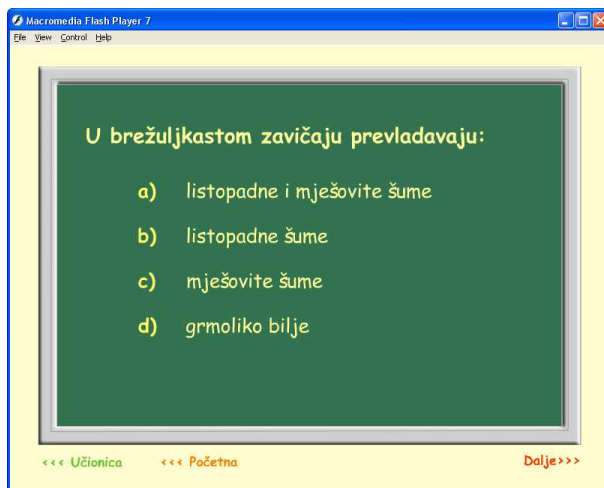 Macromedia Flash Player 7
File View Control Help
U brežuljkastom zavičaju prevladavaju:
a) listopadne i mješovite šume
b) listopadne šume
c) mješovite šume
d) grmoliko bilje
<<< Učionica <<< Početna Dalje>>>